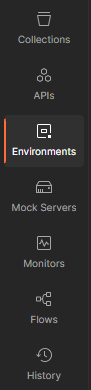 Collections
APIs
Environments
Mock Servers
Monitors
Flows
History